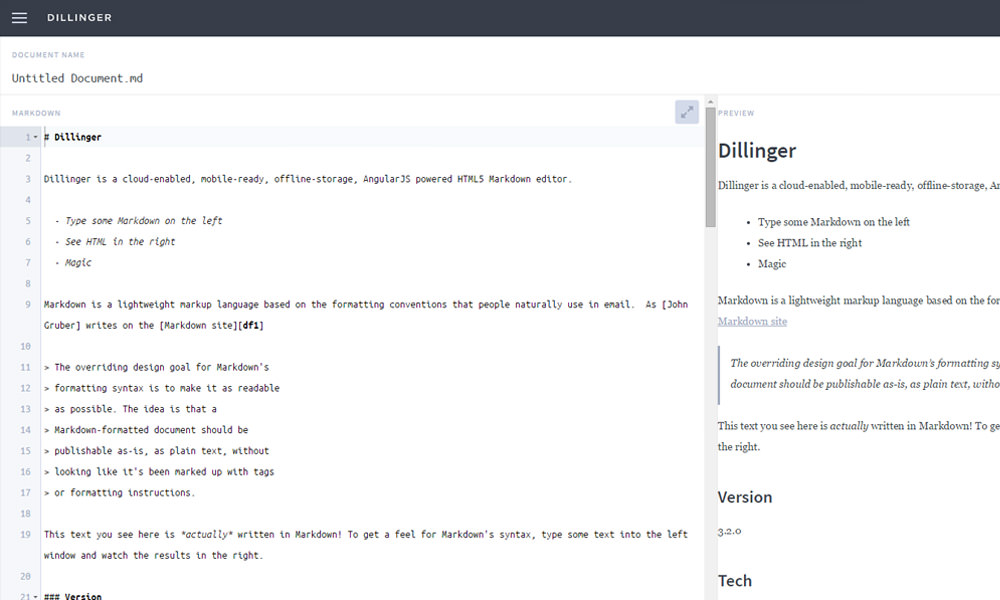 DILLINGER
DOCUMENT NAME
Untitled Document.md
MARKDOWN
1 # Dillinger
2
3 Dillinger is a cloud-enabled, mobile-ready, offline-storage, AngularJS powered HTML5 Markdown editor.
4
5 - Type some Markdown on the left
6 - See HTML in the right
7 - Magic
8
9 Markdown is a lightweight markup language based on the formatting conventions that people naturally use in email.  As [John
Gruber] writes on the [Markdown site][df1]
10
11 > The overriding design goal for Markdown's
12 > formatting syntax is to make it as readable
13 > as possible. The idea is that a
14 > Markdown-formatted document should be
15 > publishable as-is, as plain text, without
16 > looking like it's been marked up with tags
17 > or formatting instructions.
18
19 This text you see here is *actually* written in Markdown! To get a feel for Markdown's syntax, type some text into the left
window and watch the results in the right.
20
21 ### Version
PREVIEW
Dillinger
Dillinger is a cloud-enabled, mobile-ready, offline-storage, An
• Type some Markdown on the left
• See HTML in the right
• Magic
Markdown is a lightweight markup language based on the for
Markdown site
The overriding design goal for Markdown's formatting sy
document should be publishable as-is, as plain text, witho
This text you see here is actually written in Markdown! To ge
the right.
Version
3.2.0
Tech